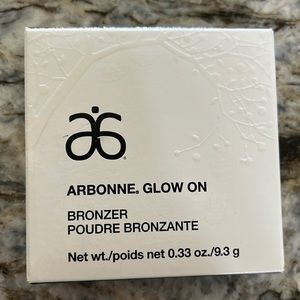 ARBONNE® GLOW ON
BRONZER
POUDRE BRONZANTE
Net wt./poids net 0.33 oz./9.3 g